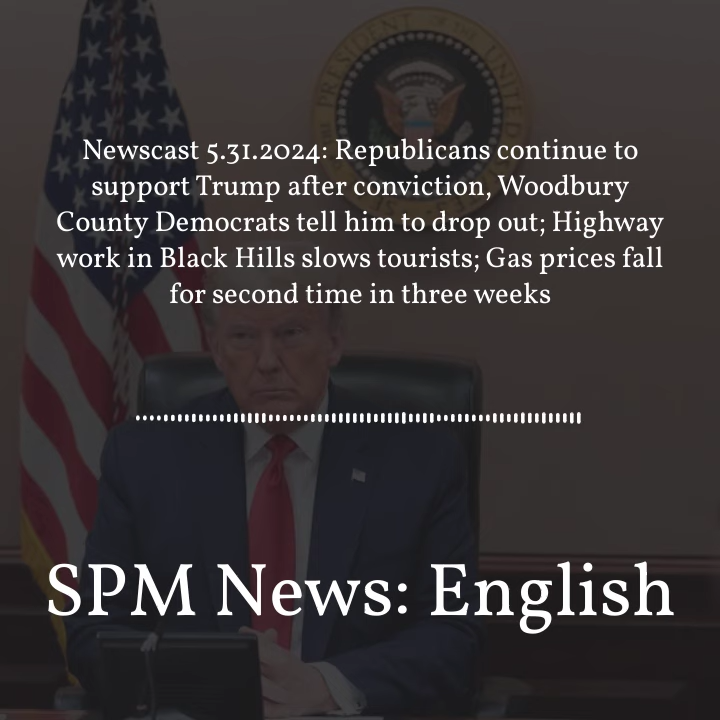 Newscast 5.31.2024: Republicans continue to
support Trump after conviction, Woodbury
County Democrats tell him to drop out; Highway
work in Black Hills slows tourists; Gas prices fall
for second time in three weeks
PRESIDENT
UNITED
SPM News: English